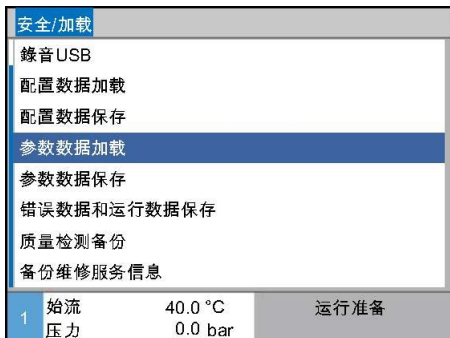 安全/加载
錄音USB
配置数据加载
配置数据保存
参数数据加载
参数数据保存
错误数据和运行数据保存
质量检测备份
备份维修服务信息
1 始流 40.0 °C 运行准备
压力 0.0 bar